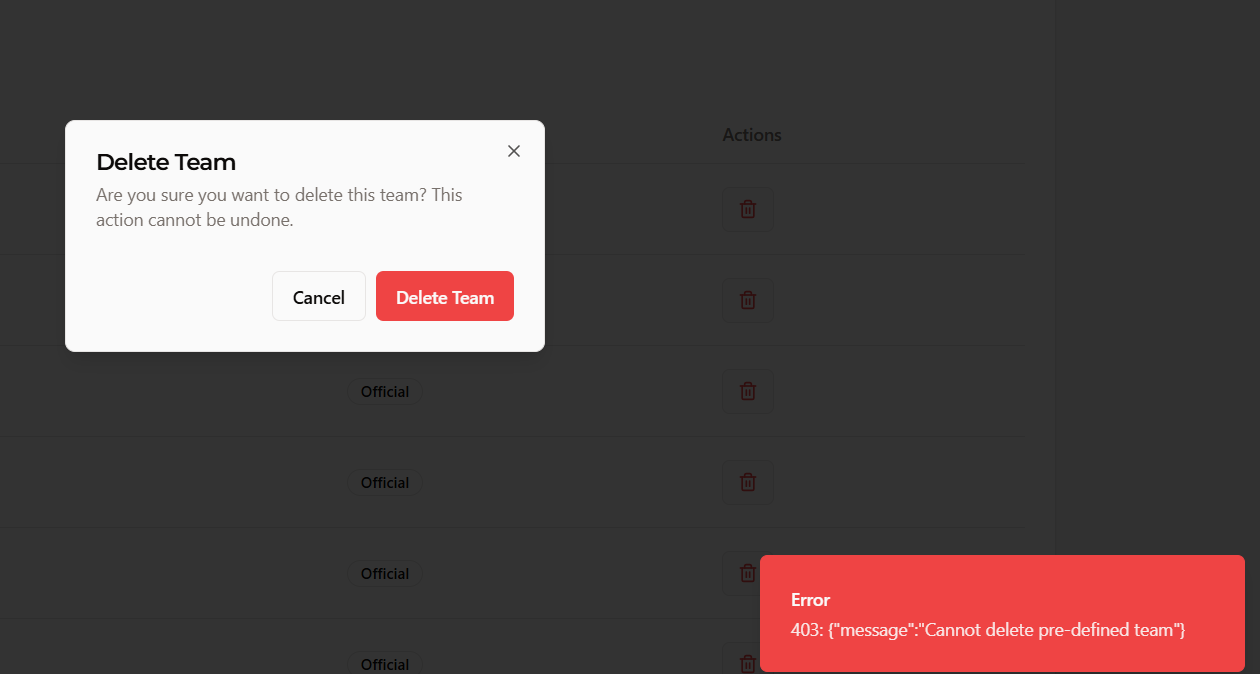 Actions
Delete Team
Are you sure you want to delete this team? This
action cannot be undone.
Cancel
Delete Team
Official
Official
Official
Official
Error
403: {"message":"Cannot delete pre-defined team"}